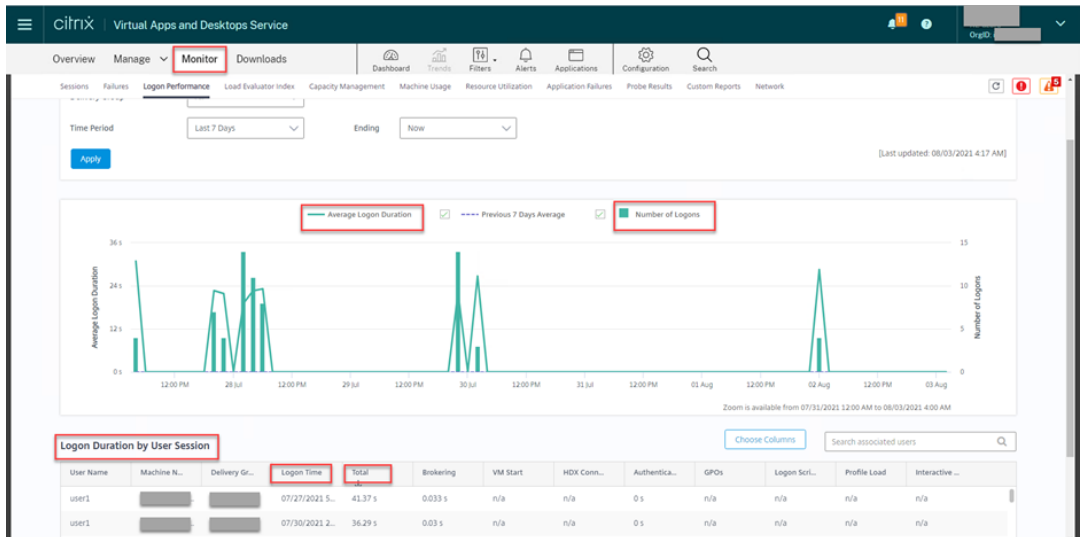 citrix | Virtual Apps and Desktops Service
11
OrgID:
Overview Manage Monitor Downloads
Dashboard Trends Filters Alerts Applications Configuration Search
Sessions Failures Logon Performance Load Evaluator Index Capacity Management Machine Usage Resource Utilization Application Failures Probe Results Custom Reports Network
5
Time Period Last 7 Days Ending Now
Apply
[Last updated: 08/03/2021 4:17 AM]
Average Logon Duration Previous 7 Days Average Number of Logons
36 s 15
24 s 10
12 s 5
0 s 0
Average Logon Duration
Number of Logons
12:00 PM 28 Jul 12:00 PM 29 Jul 12:00 PM 30 Jul 12:00 PM 31 Jul 12:00 PM 01 Aug 12:00 PM 02 Aug 12:00 PM 03 Aug
Zoom is available from 07/31/2021 12:00 AM to 08/03/2021 4:00 AM
Logon Duration by User Session
Choose Columns
Search associated users
User Name Machine N... Delivery Gr... Logon Time Total Brokering VM Start HDX Conn... Authentica... GPOs Logon Scri... Profile Load Interactive ...
user1 07/27/2021 5... 41.37 s 0.033 s n/a n/a 0 s n/a n/a n/a n/a
user1 07/30/2021 2... 36.29 s 0.03 s n/a n/a 0 s n/a n/a n/a n/a